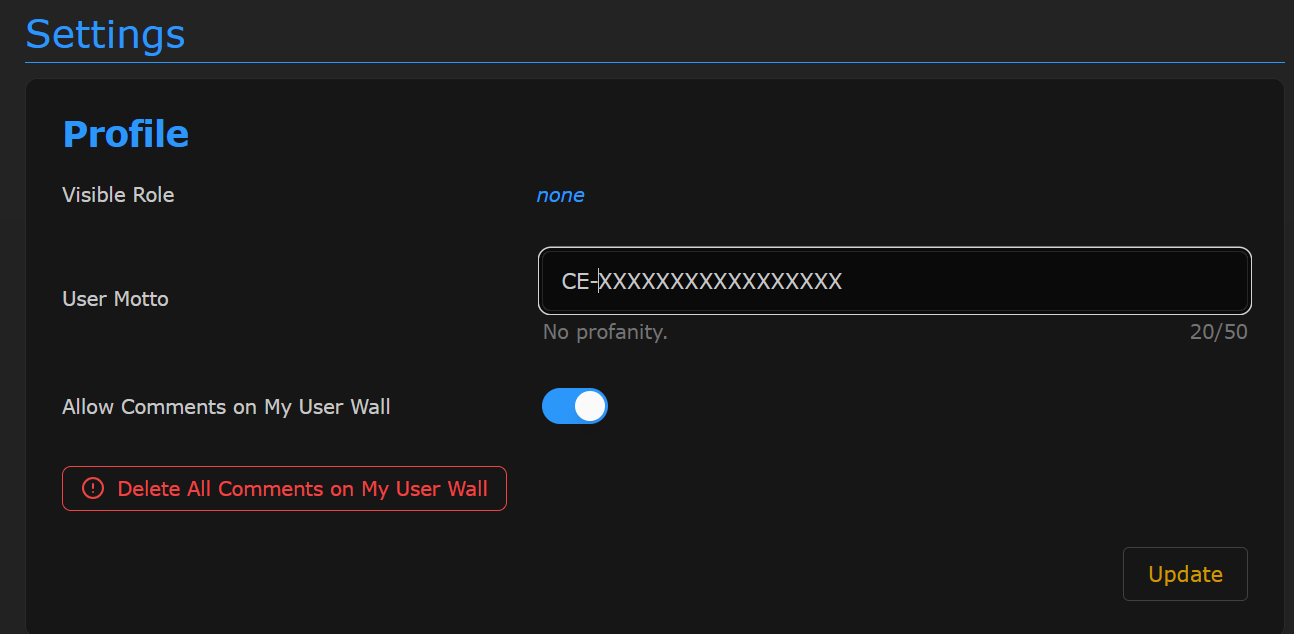 Settings
Profile
Visible Role none
User Motto CE-XXXXXXXXXXXXXXXXX
No profanity. 20/50
Allow Comments on My User Wall
Delete All Comments on My User Wall
Update